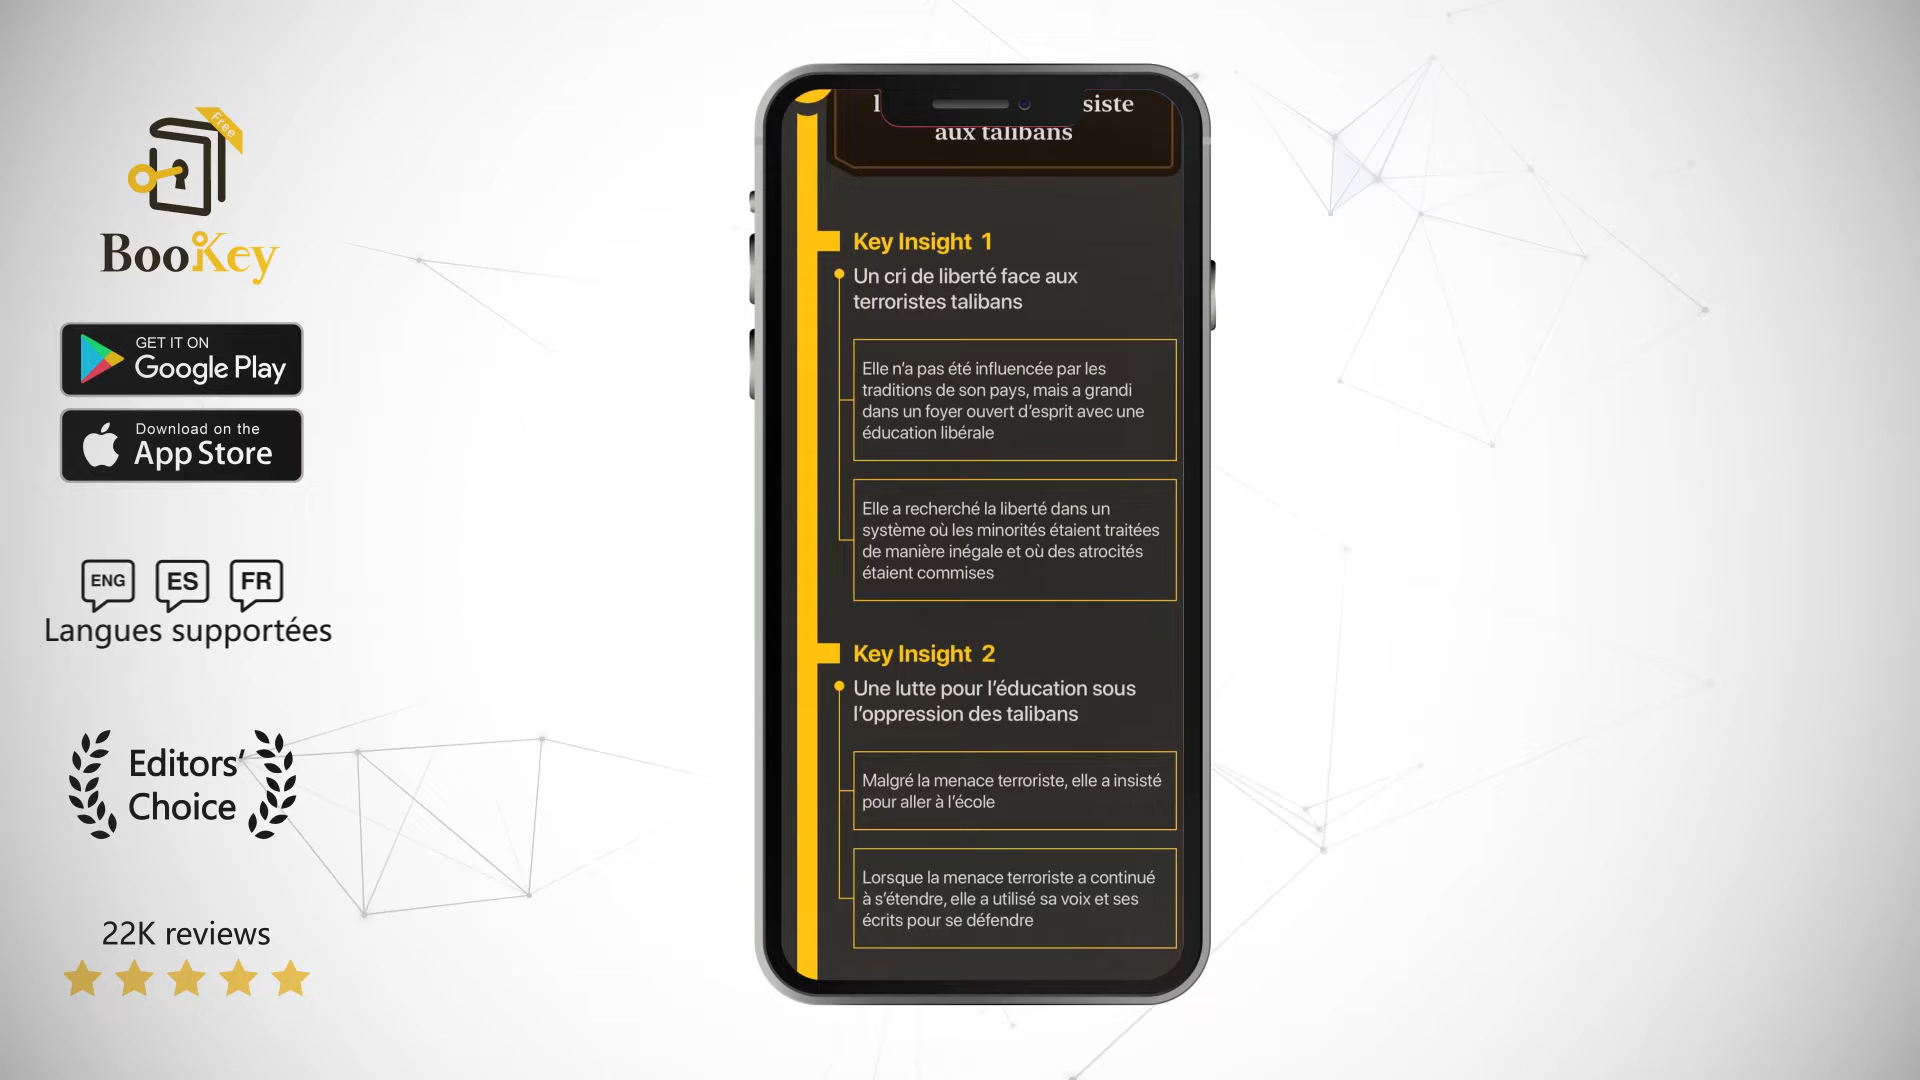 Free
BooKey
GET IT ON
Google Play
Download on the
App Store
ENG
ES
FR
Langues supportées
Editors'
Choice
22K reviews
aux talibans
Key Insight 1
Un cri de liberté face aux
terroristes talibans
Elle n'a pas été influencée par les
traditions de son pays, mais a grandi
dans un foyer ouvert d'esprit avec une
éducation libérale
Elle a recherché la liberté dans un
système où les minorités étaient traitées
de manière inégale et où des atrocités
étaient commises
Key Insight 2
Une lutte pour l'éducation sous
l'oppression des talibans
Malgré la menace terroriste, elle a insisté
pour aller à l'école
Lorsque la menace terroriste a continué
à s'étendre, elle a utilisé sa voix et ses
écrits pour se défendre